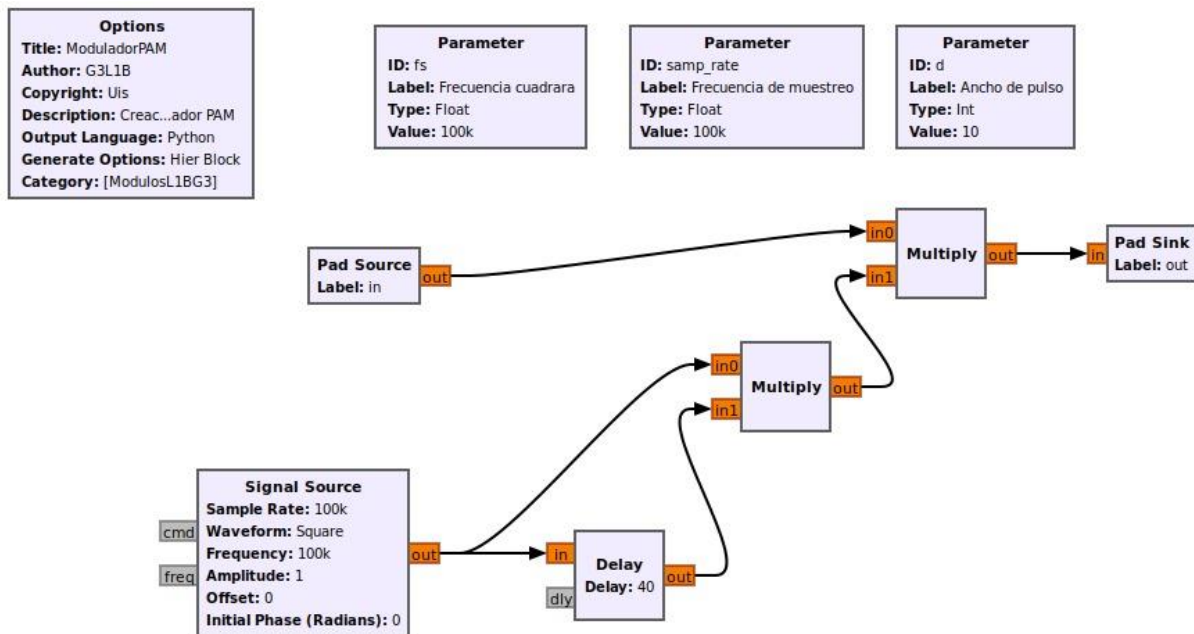 Options
Title: ModuladorPAM
Author: G3L1B
Copyright: Uis
Description: Creac...ador PAM
Output Language: Python
Generate Options: Hier Block
Category: [ModulosL1BG3]
Parameter
ID: fs
Label: Frecuencia cuadrara
Type: Float
Value: 100k
Parameter
ID: samp_rate
Label: Frecuencia de muestreo
Type: Float
Value: 100k
Parameter
ID: d
Label: Ancho de pulso
Type: Int
Value: 10
Pad Source
Label: in
out
in0
in1
Multiply
out
in
Pad Sink
Label: out
in0
in1
Multiply
out
Signal Source
Sample Rate: 100k
Waveform: Square
Frequency: 100k
Amplitude: 1
Offset: 0
Initial Phase (Radians): 0
cmd
freq
out
in
dly
Delay
Delay: 40
out